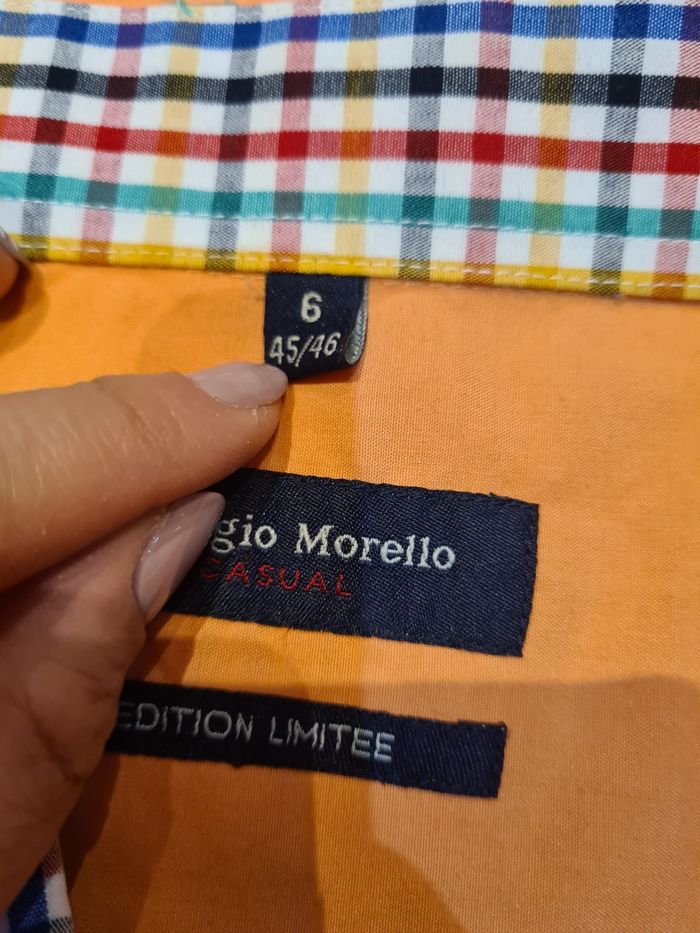 6
45/46
gio Morello
CASUAL
EDITION LIMITEE